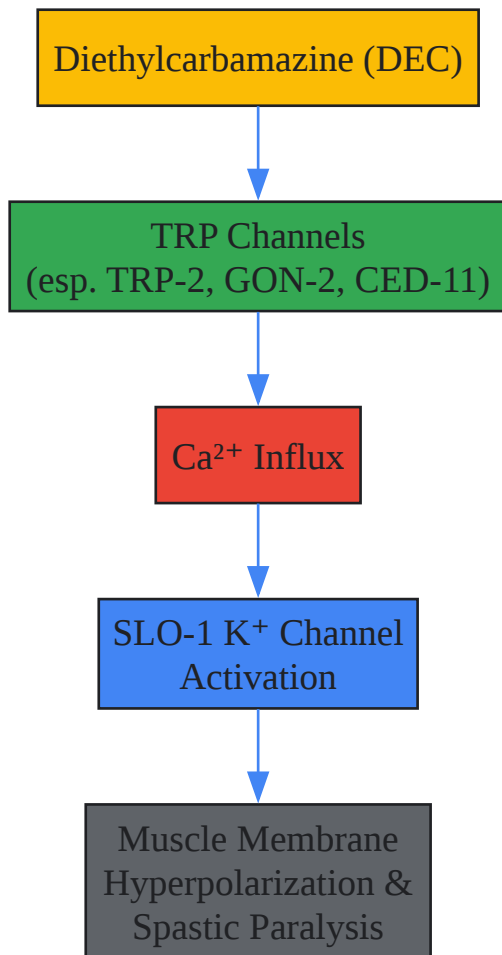 Diethylcarbamazine (DEC)
TRP Channels
(esp. TRP-2, GON-2, CED-11)
Ca²⁺ Influx
SLO-1 K⁺ Channel
Activation
Muscle Membrane
Hyperpolarization &
Spastic Paralysis